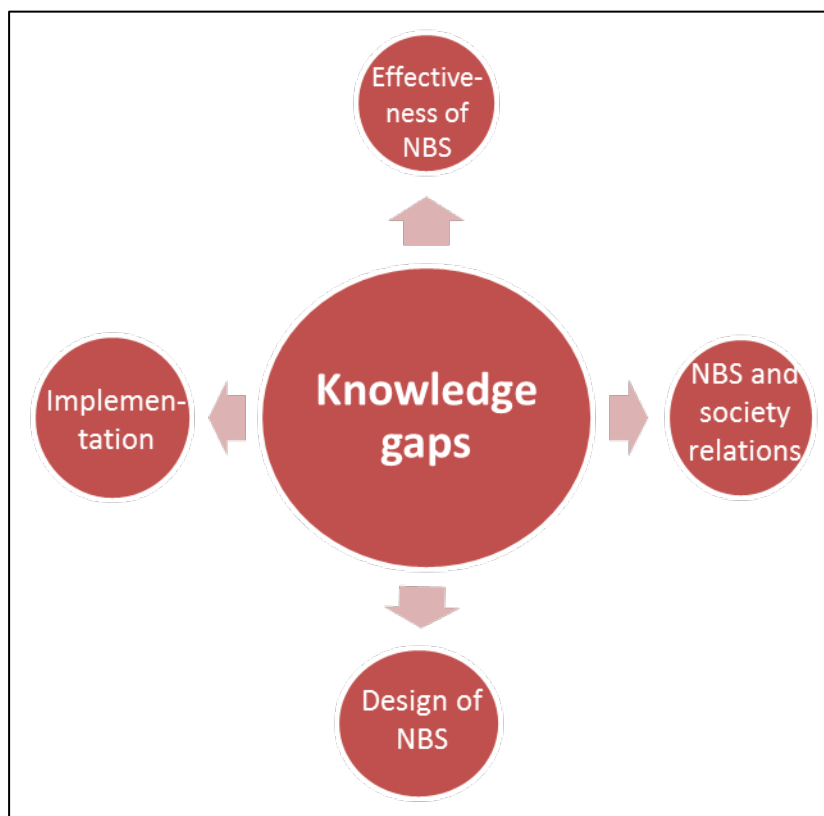 Effective-
ness of
NBS
Knowledge
gaps
Implemen-
tation
NBS and
society
relations
Design of
NBS